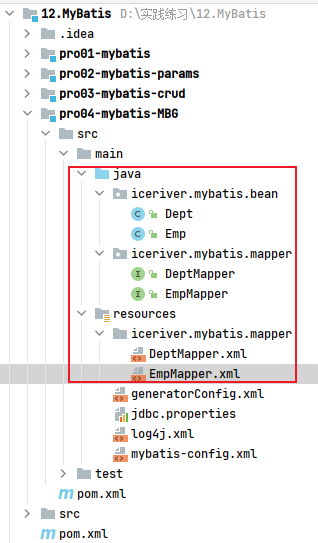 12.MyBatis D:\实践练习\12.MyBatis
.idea
pro01-mybatis
pro02-mybatis-params
pro03-mybatis-crud
pro04-mybatis-MBG
src
main
java
iceriver.mybatis.bean
Dept
Emp
iceriver.mybatis.mapper
DeptMapper
EmpMapper
resources
iceriver.mybatis.mapper
DeptMapper.xml
EmpMapper.xml
generatorConfig.xml
jdbc.properties
log4j.xml
mybatis-config.xml
test
pom.xml
src
pom.xml